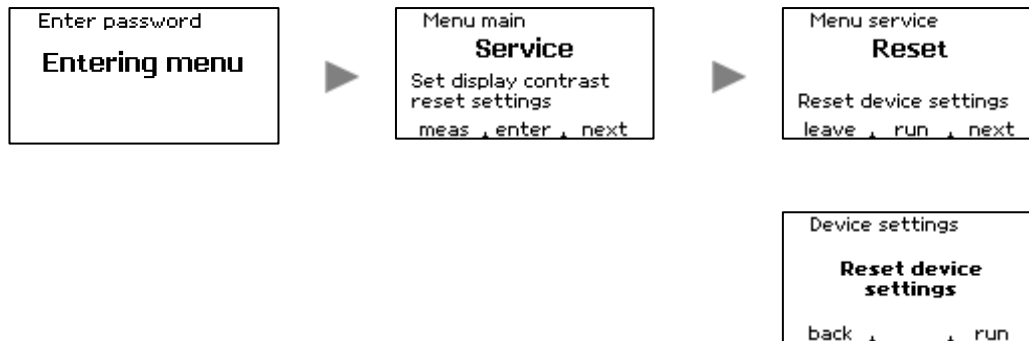 Enter password
Entering menu
Menu main
Service
Set display contrast
reset settings
meas enter next
Menu service
Reset
Reset device settings
leave run next
Device settings
Reset device
settings
back run